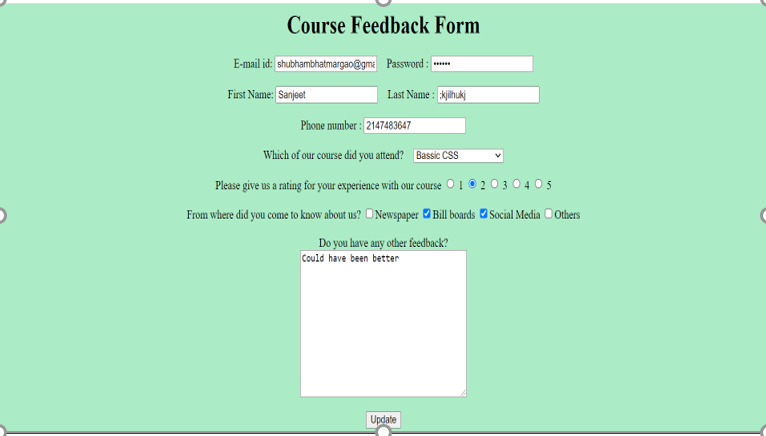 Course Feedback Form
E-mail id: shubhambhatmargao@gma Password : ••••••
First Name: Sanjeet Last Name : ;kjilhukj
Phone number : 2147483647
Which of our course did you attend? Bassic CSS
Please give us a rating for your experience with our course 1 2 3 4 5
From where did you come to know about us? Newspaper Bill boards Social Media Others
Do you have any other feedback?
Could have been better
Update